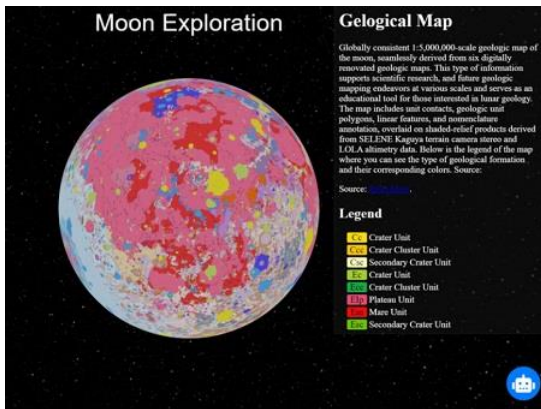 Moon Exploration
Gelogical Map
Globally consistent 1:5,000,000-scale geologic map of
the moon, seamlessly derived from six digitally
renovated geologic maps. This type of information
supports scientific research, and future geologic
mapping endeavors at various scales and serves as an
educational tool for those interested in lunar geology.
The map includes unit contacts, geologic unit
polygons, linear features, and nomenclature
annotation, overlaid on shaded-relief products derived
from SELENE Kaguya terrain camera stereo and
LOLA altimetry data. Below is the legend of the map
where you can see the type of geological formation
and their corresponding colors. Source:
Source:
Legend
Cc Crater Unit
Ccc Crater Cluster Unit
Csc Secondary Crater Unit
Ec Crater Unit
Ecc Crater Cluster Unit
EIp Plateau Unit
Mare Unit
Esc Secondary Crater Unit